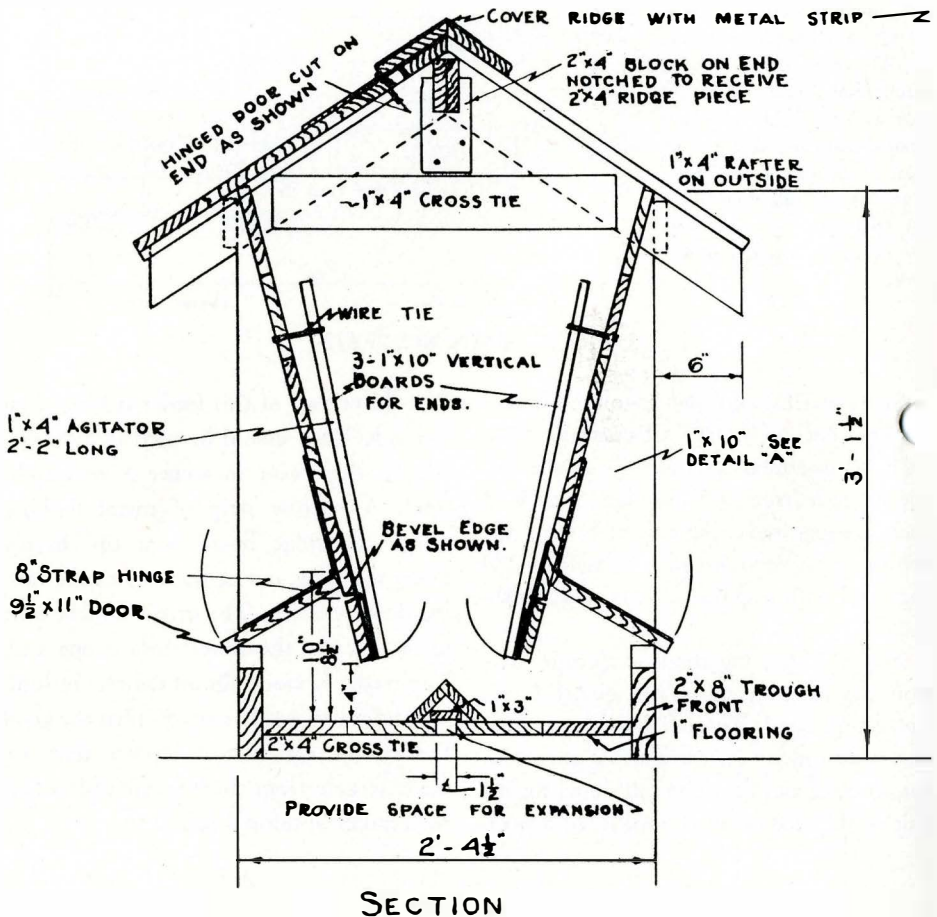 COVER RIDGE WITH METAL STRIP
2"x4" BLOCK ON END
NOTCHED TO RECEIVE
2"x4" RIDGE PIECE
HINGED DOOR CUT ON
END AS SHOWN
1"x4" RAFTER
ON OUTSIDE
1"x4" CROSS TIE
WIRE TIE
3-1"x10" VERTICAL
BOARDS
FOR ENDS.
6"
1"x4" AGITATOR
2'-2" LONG
1"x10" SEE
DETAIL "A"
3'-1½"
BEVEL EDGE
AS SHOWN.
8" STRAP HINGE
9½"x11" DOOR
10"
8½"
4"
1"x3"
2"x8" TROUGH
FRONT
1" FLOORING
2"x4" CROSS TIE
1½"
PROVIDE SPACE FOR EXPANSION
2'-4½"
SECTION